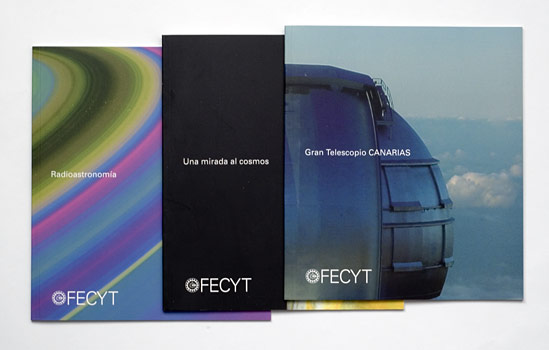 Radioastronomía
FECYT
Una mirada al cosmos
FECYT
Gran Telescopio CANARIAS
FECYT